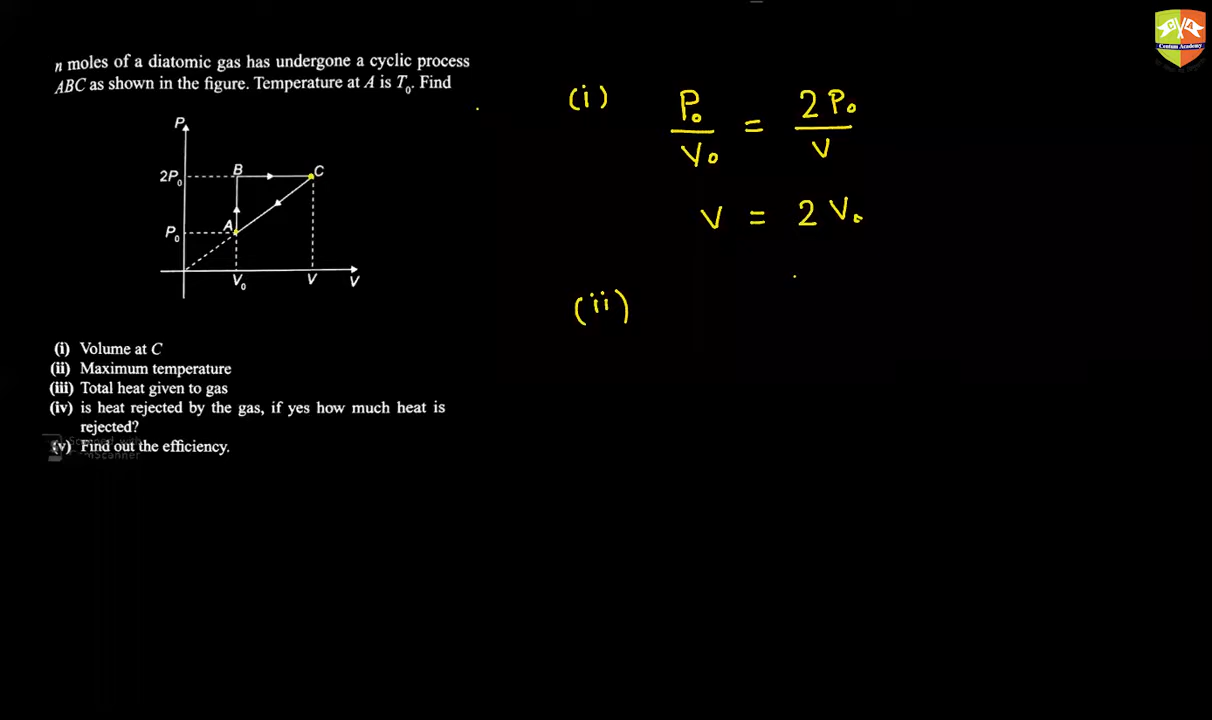 n moles of a diatomic gas has undergone a cyclic process
ABC as shown in the figure. Temperature at A is T₀. Find
P
2P₀
B
C
A
P₀
V₀
V
V
(i) Volume at C
(ii) Maximum temperature
(iii) Total heat given to gas
(iv) is heat rejected by the gas, if yes how much heat is
rejected?
(v) Find out the efficiency.
(i) P₀/V₀ = 2P₀/V
V = 2V₀
(ii)
Centum Academy